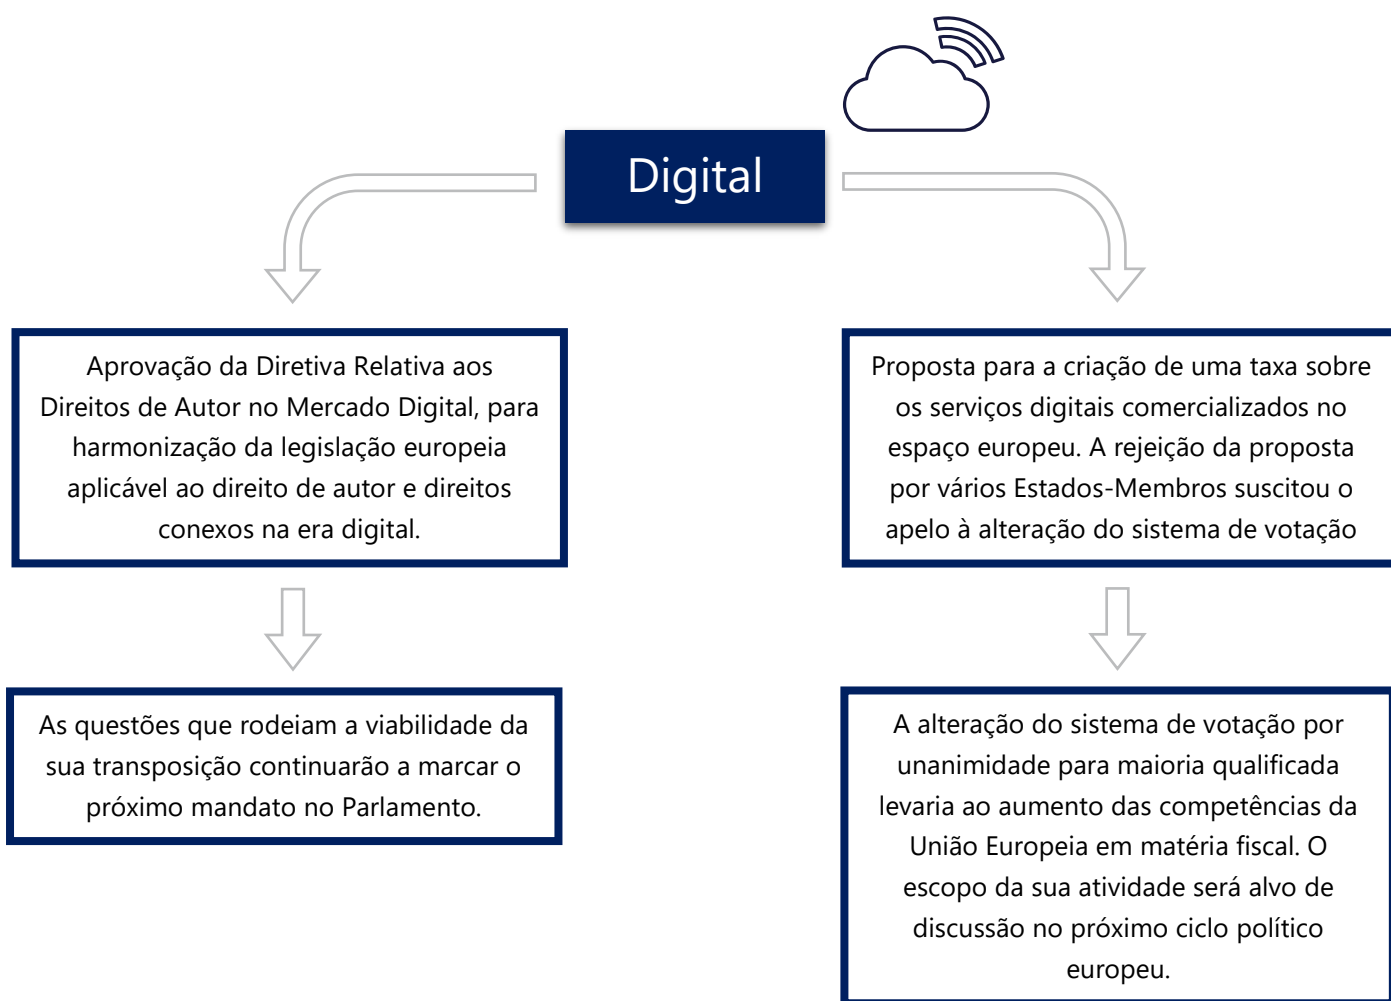 Digital
Aprovação da Diretiva Relativa aos
Direitos de Autor no Mercado Digital, para
harmonização da legislação europeia
aplicável ao direito de autor e direitos
conexos na era digital.
As questões que rodeiam a viabilidade da
sua transposição continuarão a marcar o
próximo mandato no Parlamento.
Proposta para a criação de uma taxa sobre
os serviços digitais comercializados no
espaço europeu. A rejeição da proposta
por vários Estados-Membros suscitou o
apelo à alteração do sistema de votação
A alteração do sistema de votação por
unanimidade para maioria qualificada
levaria ao aumento das competências da
União Europeia em matéria fiscal. O
escopo da sua atividade será alvo de
discussão no próximo ciclo político
europeu.